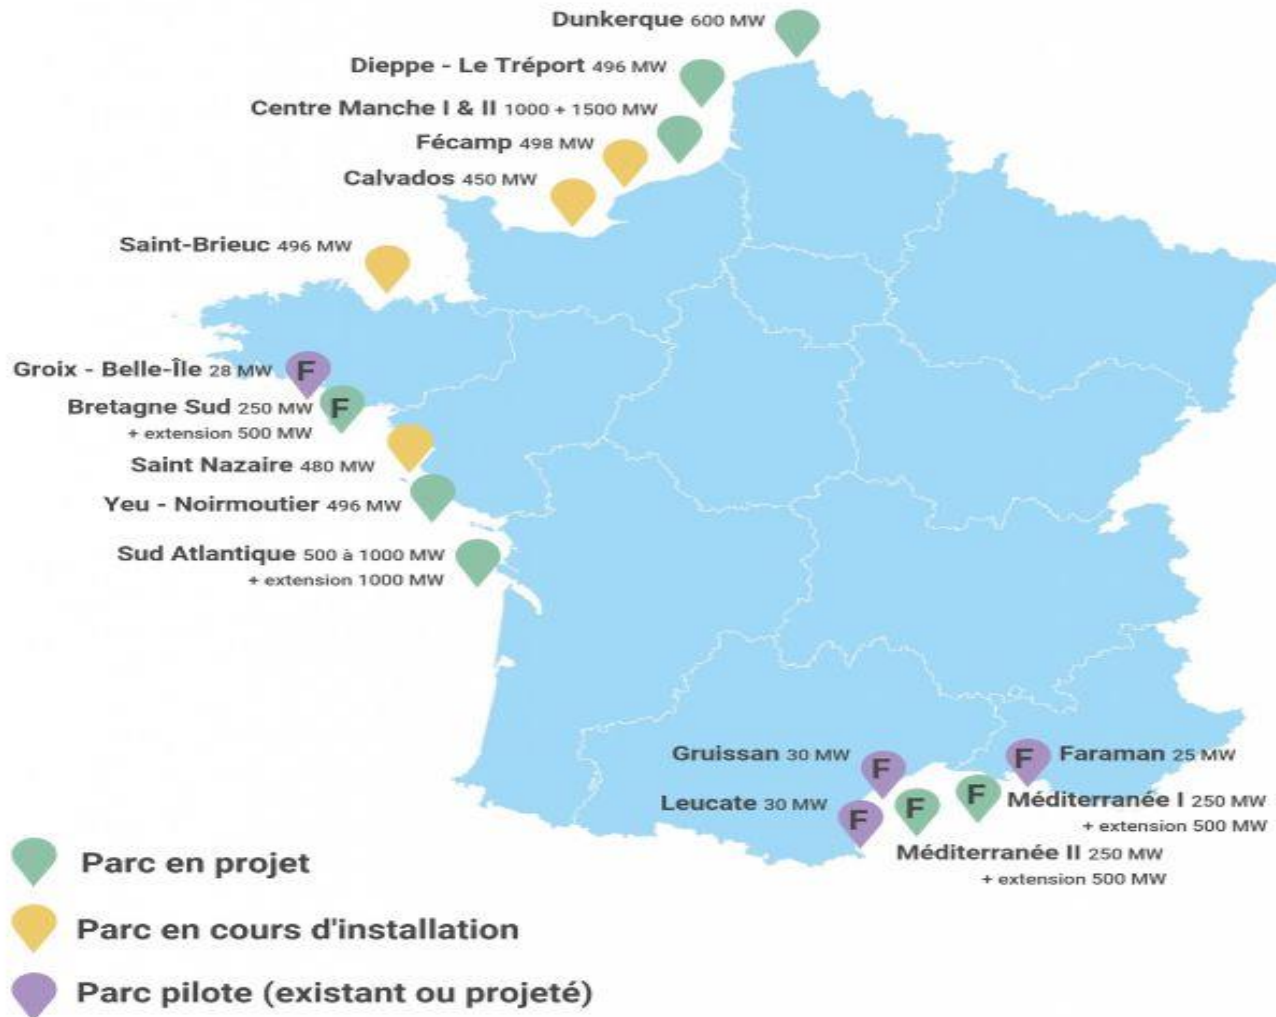 Dunkerque 600 MW
Dieppe - Le Tréport 496 MW
Centre Manche I & II 1000 + 1500 MW
Fécamp 498 MW
Calvados 450 MW
Saint-Brieuc 496 MW
Groix - Belle-Île 28 MW
F
Bretagne Sud 250 MW
+ extension 500 MW
F
Saint Nazaire 480 MW
Yeu - Noirmoutier 496 MW
Sud Atlantique 500 à 1000 MW
+ extension 1000 MW
Gruissan 30 MW
F
F
Faraman 25 MW
Leucate 30 MW
F
F
F
Méditerranée I 250 MW
+ extension 500 MW
Méditerranée II 250 MW
+ extension 500 MW
Parc en projet
Parc en cours d'installation
Parc pilote (existant ou projeté)